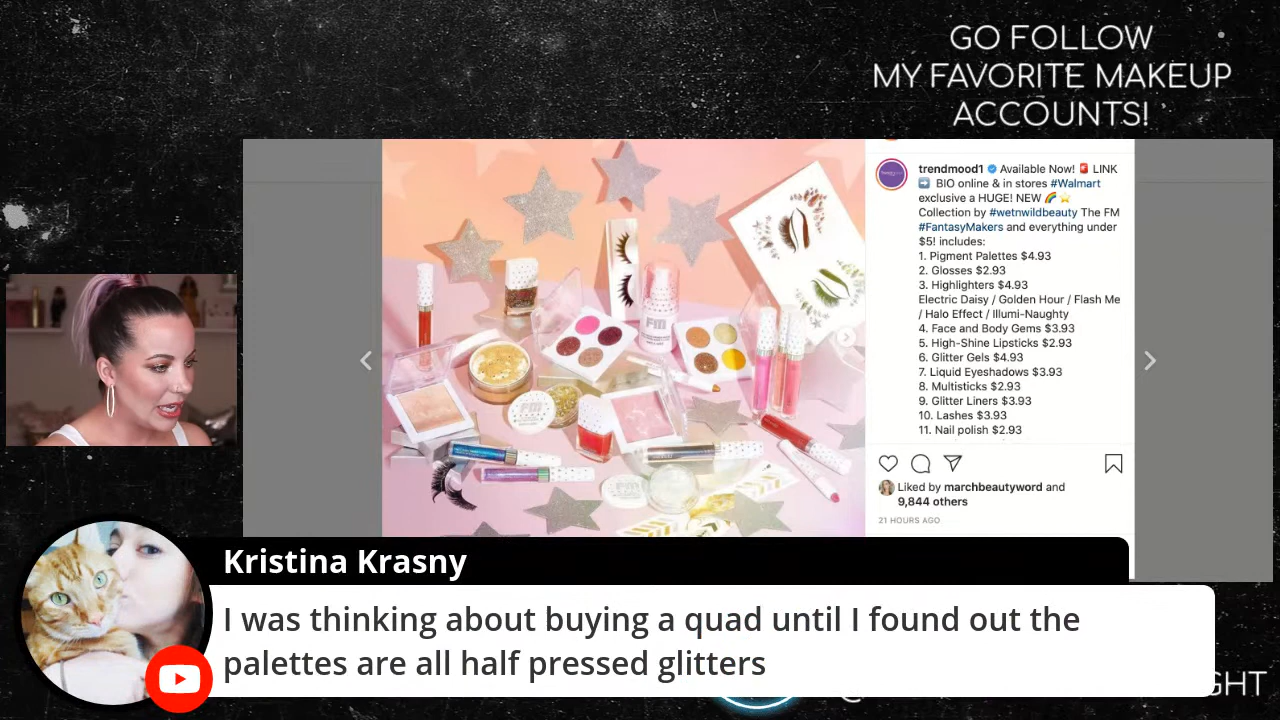 GO FOLLOW
MY FAVORITE MAKEUP
ACCOUNTS!
trendmood1 Available Now! 🚨 LINK
➡️ BIO online & in stores #Walmart
exclusive a HUGE! NEW 🌈⭐
Collection by #wetnwildbeauty The FM
#FantasyMakers and everything under
$5! includes:
1. Pigment Palettes $4.93
2. Glosses $2.93
3. Highlighters $4.93
Electric Daisy / Golden Hour / Flash Me
/ Halo Effect / Illumi-Naughty
4. Face and Body Gems $3.93
5. High-Shine Lipsticks $2.93
6. Glitter Gels $4.93
7. Liquid Eyeshadows $3.93
8. Multisticks $2.93
9. Glitter Liners $3.93
10. Lashes $3.93
11. Nail polish $2.93
Liked by marchbeautyword and
9,844 others
21 HOURS AGO
FM
FM
Kristina Krasny
I was thinking about buying a quad until I found out the
palettes are all half pressed glitters